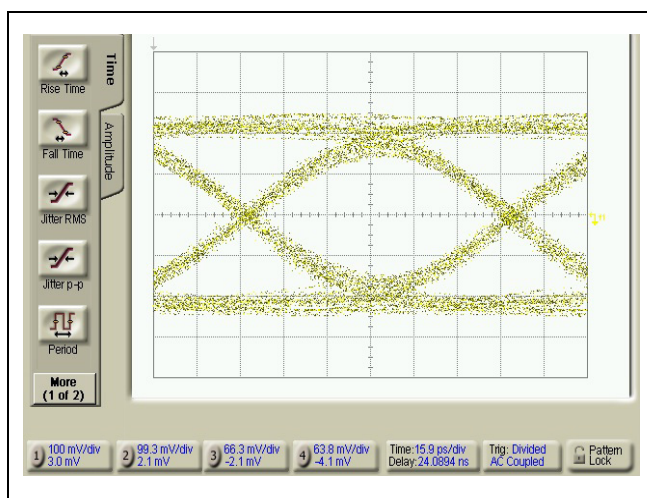 Time
Amplitude
Rise Time
Fall Time
Jitter RMS
Jitter p-p
Period
More
(1 of 2)
1 100 mV/div
3.0 mV
2 99.3 mV/div
2.1 mV
3 66.3 mV/div
-2.1 mV
4 63.8 mV/div
-4.1 mV
Time:15.9 ps/div
Delay:24.0894 ns
Trig: Divided
AC Coupled
Pattern
Lock